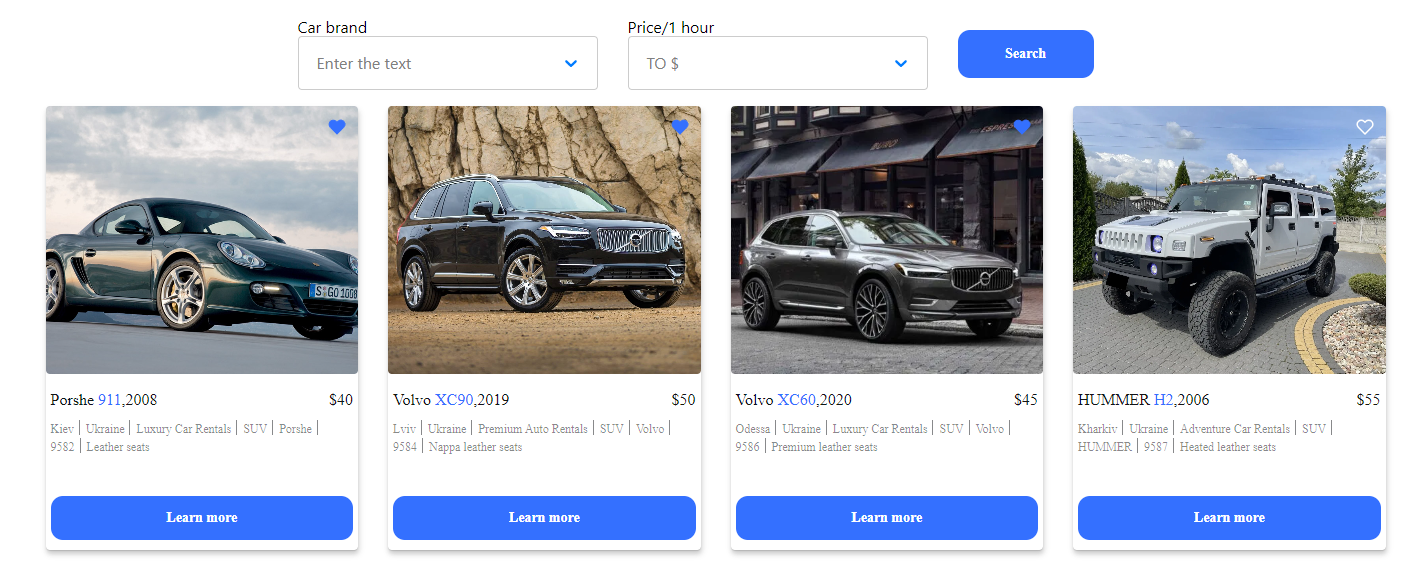 Car brand
Price/1 hour
Enter the text
TO $
Search
ESPRES
BURO
S·GO 1008
Porshe 911,2008
$40
Kiev | Ukraine | Luxury Car Rentals | SUV | Porshe |
9582 | Leather seats
Learn more
Volvo XC90,2019
$50
Lviv | Ukraine | Premium Auto Rentals | SUV | Volvo |
9584 | Nappa leather seats
Learn more
Volvo XC60,2020
$45
Odessa | Ukraine | Luxury Car Rentals | SUV | Volvo |
9586 | Premium leather seats
Learn more
HUMMER H2,2006
$55
Kharkiv | Ukraine | Adventure Car Rentals | SUV |
HUMMER | 9587 | Heated leather seats
Learn more